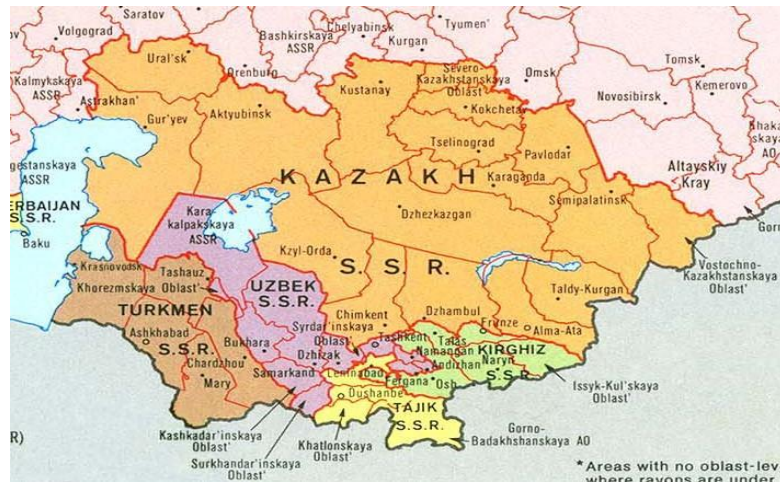 Saratov
Volgograd
Chelyabinsk
Tyumen'
Bashkirskaya
ASSR
Kurgan
Ural'sk
Orenburg
Omsk
Tomsk
Kalmykskaya
ASSR
Astrakhan'
Kustanay
Severo-
Kazakhstanskaya
Oblast'
Novosibirsk
Kemerovo
Gur'yev
Aktyubinsk
Kokchetav
Tselinograd
Pavlodar
Altayskiy
Kray
AO
ASSR
KAZAKH
Karaganda
Semipalatinsk
S.S.R.
Baku
Kara-
kalpakskaya
ASSR
Dzhezkazgan
Kzyl-Orda
S. S. R.
Vostochno-
Kazakhstanskaya
Oblast'
Krasnovodsk
Tashauz
Khorezmskaya
Oblast'
UZBEK
S.S.R.
Taldy-Kurgan
TURKMEN
S.S.R.
Ashkhabad
Syrdar'inskaya
Oblast'
Chimkent
Dzhambul
Frunze
Alma-Ata
Tashkent
Talas
Bukhara
Dzhizak
Namangan
KIRGHIZ
S.S.R.
Chardzhou
Leninabad
Andizhan
Naryn
Mary
Samarkand
Fergana
Osh
Issyk-Kul'skaya
Oblast'
Dushanbe
TAJIK
S.S.R.
Kashkadar'inskaya
Oblast'
Khatlonskaya
Oblast'
Gorno-
Badakhshanskaya AO
Surkhandar'inskaya
Oblast'
*Areas with no oblast-lev
where rayons are under